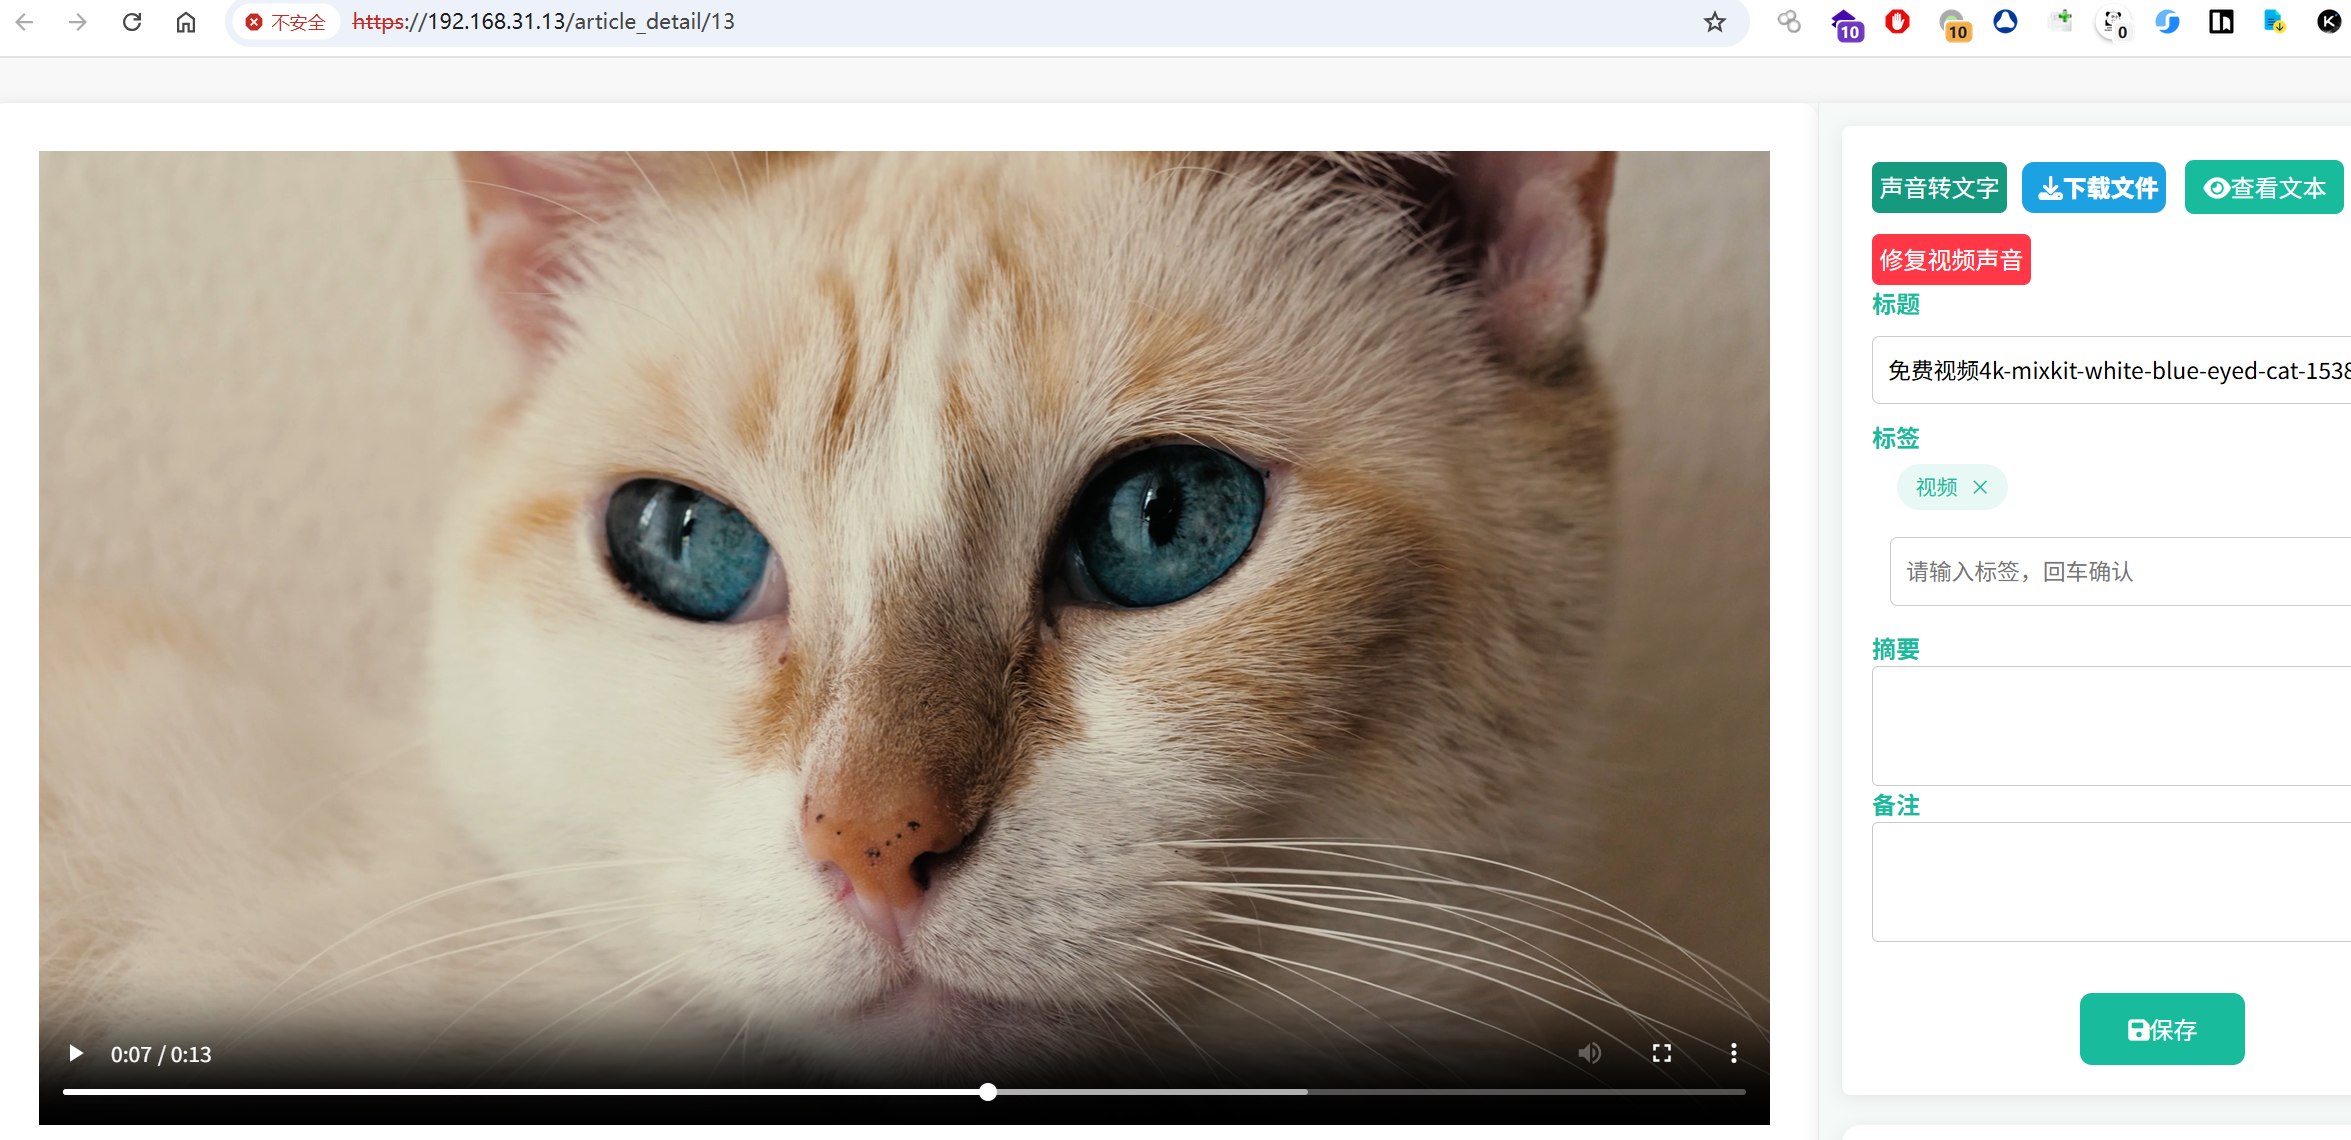 不安全 https://192.168.31.13/article_detail/13
10
10
0
声音转文字 下载文件 查看文本
修复视频声音
标题
免费视频4k-mixkit-white-blue-eyed-cat-1538
标签
视频
请输入标签，回车确认
摘要
备注
保存
0:07 / 0:13